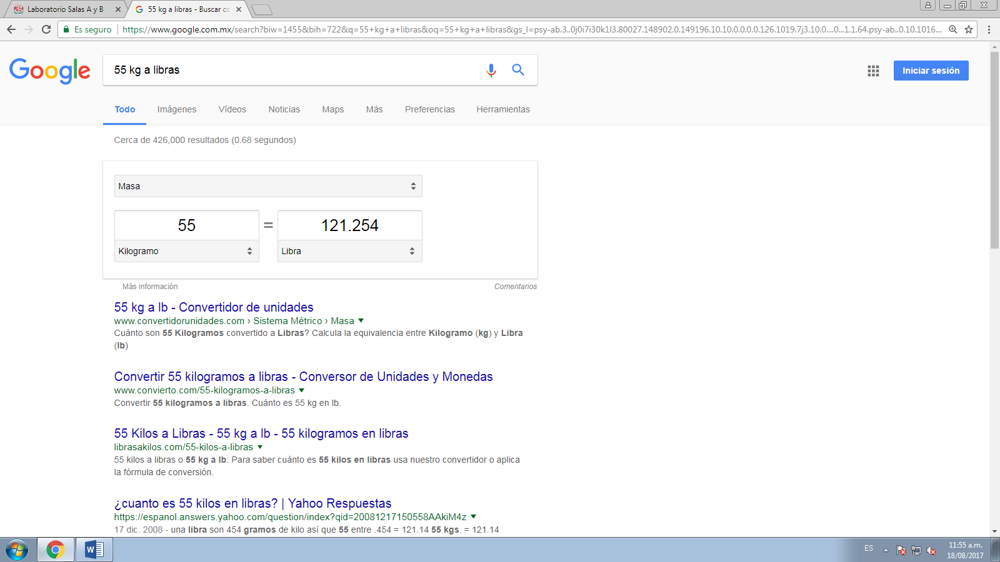 Laboratorio Salas A y B
55 kg a libras - Buscar co
Es seguro
https://www.google.com.mx/search?biw=1455&bih=722&q=55+kg+a+libras&oq=55+kg+a+libras&gs_l=psy-ab.3..0j0i7i30k1l3.80027.148902.0.149196.10.10.0.0.0.0.126.1019.7j3.10.0....0...1.1.64.psy-ab..0.10.1016...
Google
55 kg a libras
Iniciar sesión
Todo Imágenes Vídeos Noticias Maps Más Preferencias Herramientas
Cerca de 426,000 resultados (0.68 segundos)
Masa
55 = 121.254
Kilogramo Libra
Más información Comentarios
55 kg a lb - Convertidor de unidades
www.convertidorunidades.com › Sistema Métrico › Masa
Cuánto son 55 Kilogramos convertido a Libras? Calcula la equivalencia entre Kilogramo (kg) y Libra
(lb)
Convertir 55 kilogramos a libras - Conversor de Unidades y Monedas
www.convierto.com/55-kilogramos-a-libras
Convertir 55 kilogramos a libras. Cuánto es 55 kg en lb.
55 Kilos a Libras - 55 kg a lb - 55 kilogramos en libras
librasakilos.com/55-kilos-a-libras
55 kilos a libras o 55 kg a lb: Para saber cuánto es 55 kilos en libras usa nuestro convertidor o aplica
la fórmula de conversión.
¿cuanto es 55 kilos en libras? | Yahoo Respuestas
https://espanol.answers.yahoo.com/question/index?qid=20081217150558AAkiM4z
17 dic. 2008 - una libra son 454 gramos de kilo así que 55 entre .454 = 121.14 55 kgs. = 121.14
W
ES
11:55 a.m.
18/08/2017